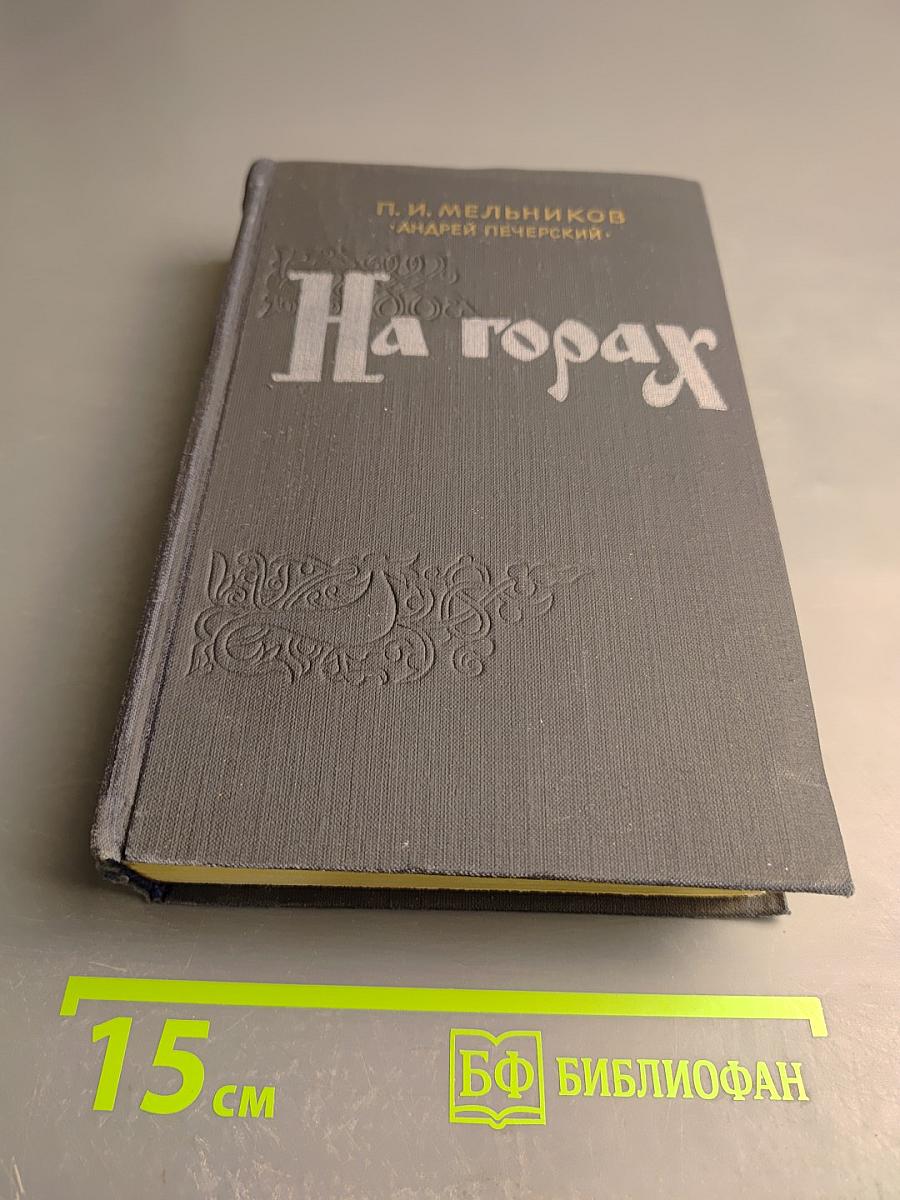 П. И. МЕЛЬНИКОВ
·АНДРЕЙ ПЕЧЕРСКИЙ·
На горах
15 см
БФ БИБЛИОФАН